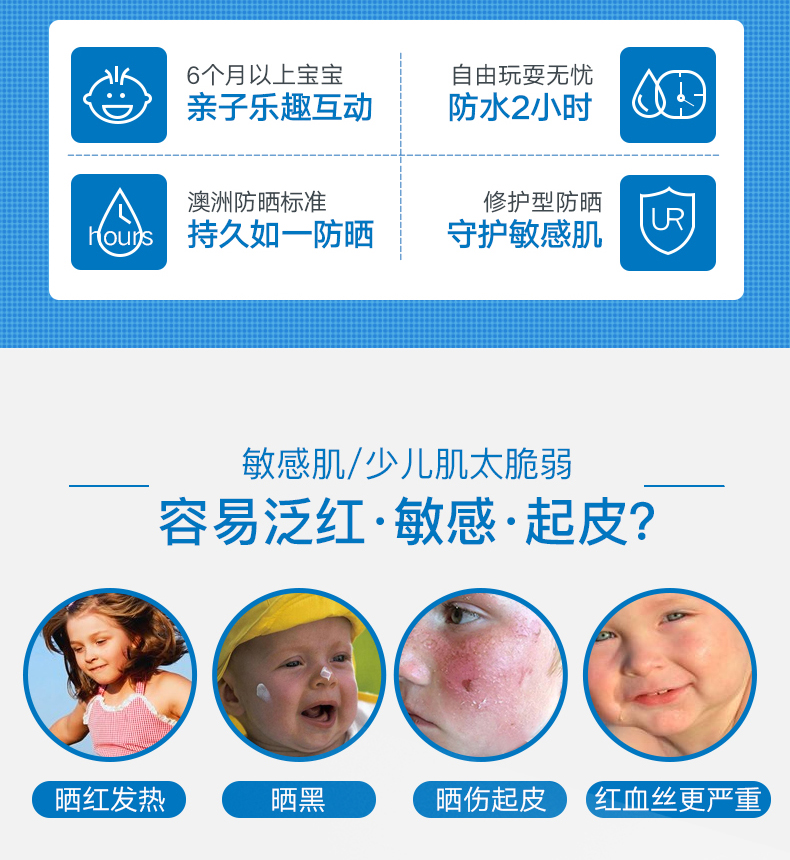 6个月以上宝宝
亲子乐趣互动
自由玩耍无忧
防水2小时
hours
澳洲防晒标准
持久如一防晒
修护型防晒
守护敏感肌
UR
敏感肌/少儿肌太脆弱
容易泛红·敏感·起皮?
晒红发热
晒黑
晒伤起皮
红血丝更严重